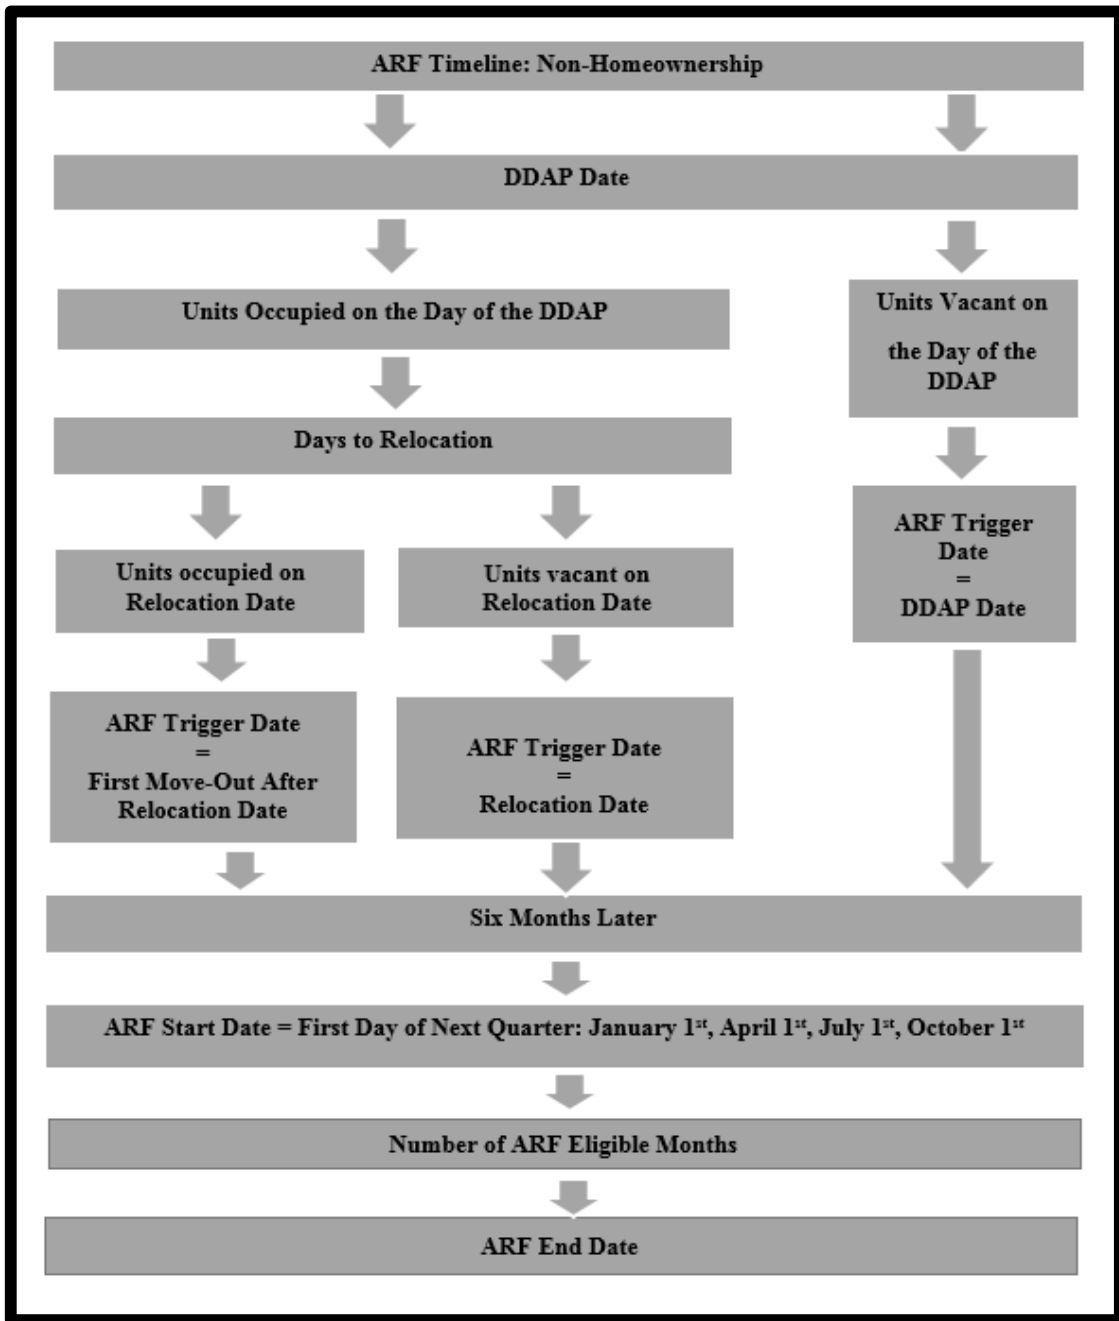 ARF Timeline: Non-Homeownership
DDAP Date
Units Occupied on the Day of the DDAP
Units Vacant on
the Day of the
DDAP
Days to Relocation
ARF Trigger
Date
=
DDAP Date
Units occupied on
Relocation Date
Units vacant on
Relocation Date
ARF Trigger Date
=
First Move-Out After
Relocation Date
ARF Trigger Date
=
Relocation Date
Six Months Later
ARF Start Date = First Day of Next Quarter: January 1st, April 1st, July 1st, October 1st
Number of ARF Eligible Months
ARF End Date